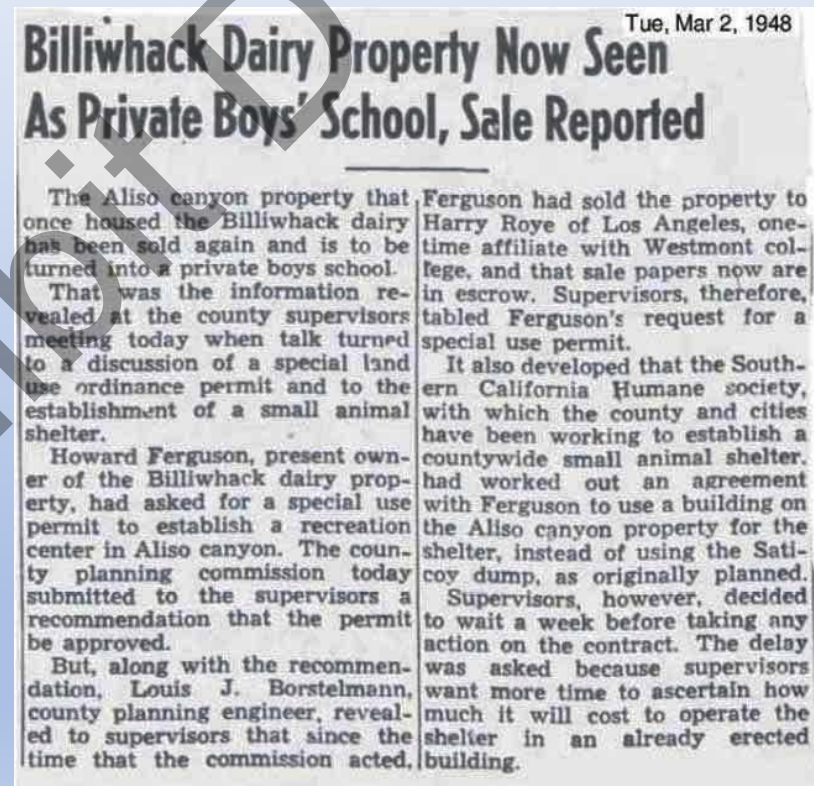 Tue, Mar 2, 1948
Billiwhack Dairy Property Now Seen
As Private Boys' School, Sale Reported
The Aliso canyon property that
once housed the Billiwhack dairy
has been sold again and is to be
turned into a private boys school.
That was the information re-
vealed at the county supervisors
meeting today when talk turned
to a discussion of a special land
use ordinance permit and to the
establishment of a small animal
shelter.
Howard Ferguson, present own-
er of the Billiwhack dairy prop-
erty, had asked for a special use
permit to establish a recreation
center in Aliso canyon. The coun-
ty planning commission today
submitted to the supervisors a
recommendation that the permit
be approved.
But, along with the recommen-
dation, Louis J. Borstelmann,
county planning engineer, reveal-
ed to supervisors that since the
time that the commission acted,
Ferguson had sold the property to
Harry Roye of Los Angeles, one-
time affiliate with Westmont col-
lege, and that sale papers now are
in escrow. Supervisors, therefore,
tabled Ferguson's request for a
special use permit.
It also developed that the South-
ern California Humane society,
with which the county and cities
have been working to establish a
countywide small animal shelter.
had worked out an agreement
with Ferguson to use a building on
the Aliso canyon property for the
shelter, instead of using the Sati-
coy dump, as originally planned.
Supervisors, however, decided
to wait a week before taking any
action on the contract. The delay
was asked because supervisors
want more time to ascertain how
much it will cost to operate the
shelter in an already erected
building.